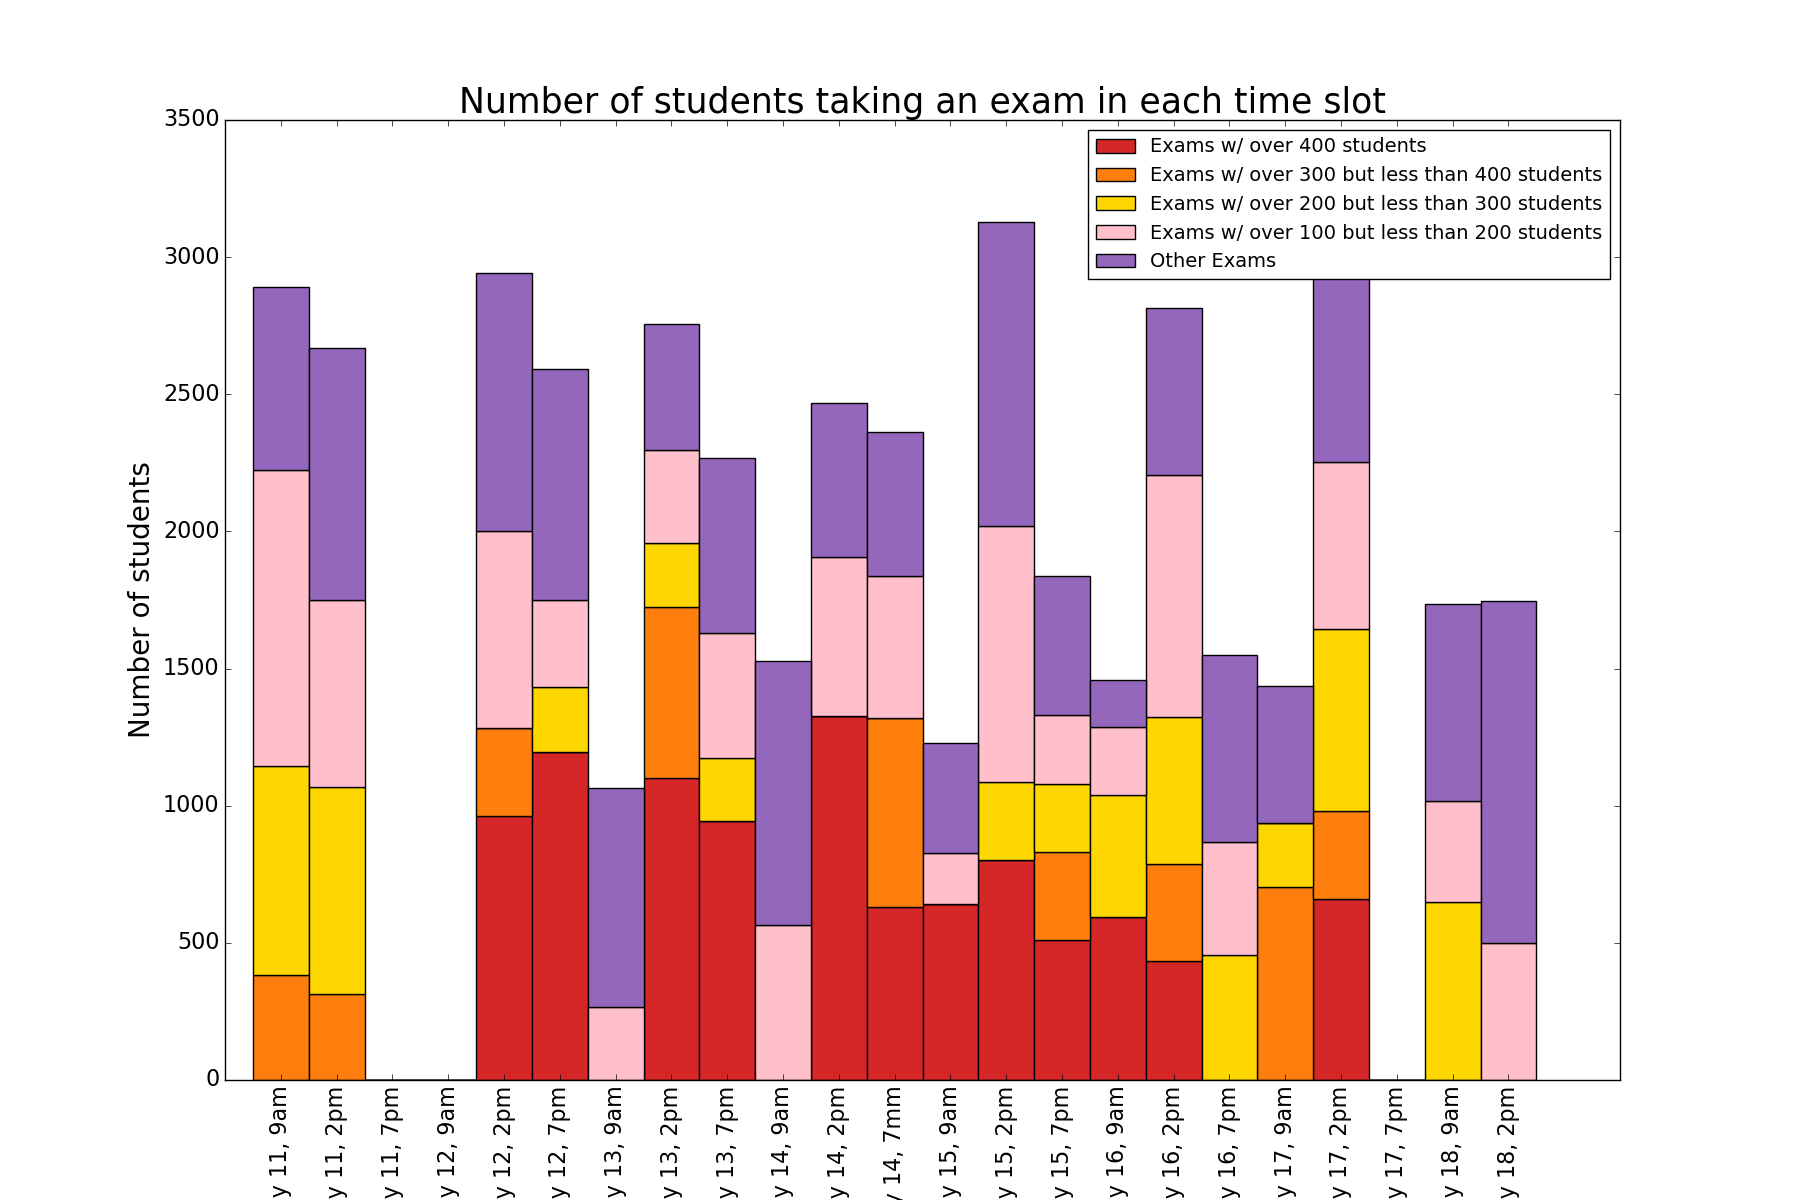 Number of students taking an exam in each time slot
3500
3000
2500
2000
1500
1000
500
0
Number of students
Exams w/ over 400 students
Exams w/ over 300 but less than 400 students
Exams w/ over 200 but less than 300 students
Exams w/ over 100 but less than 200 students
Other Exams
y 11, 9am
y 11, 2pm
y 11, 7pm
y 12, 9am
y 12, 2pm
y 12, 7pm
y 13, 9am
y 13, 2pm
y 13, 7pm
y 14, 9am
y 14, 2pm
y 14, 7mm
y 15, 9am
y 15, 2pm
y 15, 7pm
y 16, 9am
y 16, 2pm
y 16, 7pm
y 17, 9am
y 17, 2pm
y 17, 7pm
y 18, 9am
y 18, 2pm